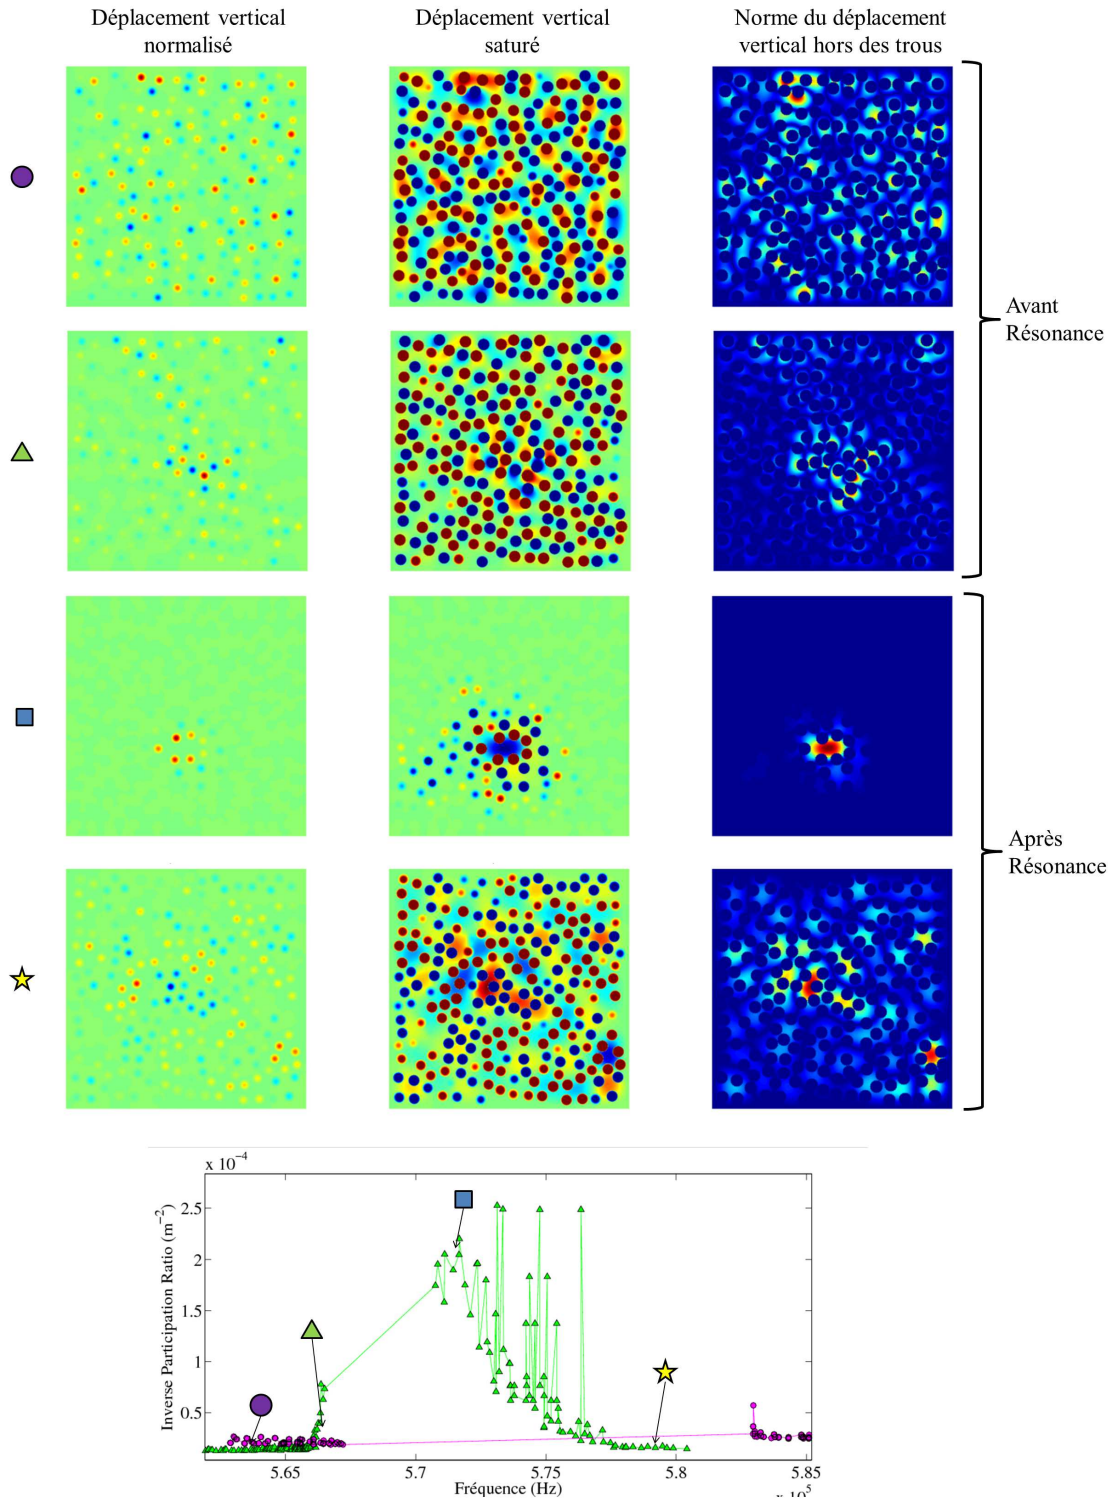 Déplacement vertical
normalisé
Déplacement vertical
saturé
Norme du déplacement
vertical hors des trous
Avant
Résonance
Après
Résonance
x 10⁻⁴
Inverse Participation Ratio (m⁻²)
2.5
2
1.5
1
0.5
5.65
5.7
5.75
5.8
5.85
Fréquence (Hz)
x 10⁵